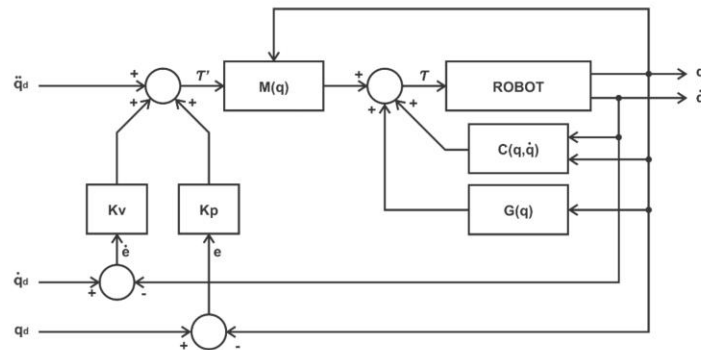 q
+ +
q̈d τ' M(q) τ ROBOT
+ + + + q̇
C(q,q̇)
Kv Kp G(q)
ė e
q̇d
+ -
qd
+ -